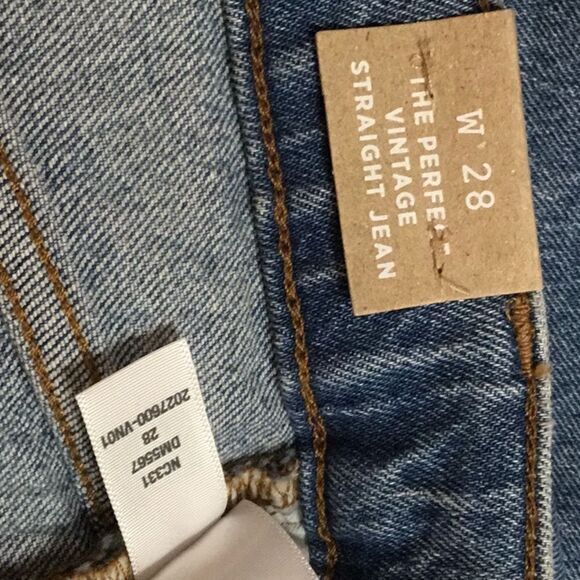 W 28
THE PERFECT
VINTAGE
STRAIGHT JEAN
NC331
DM5567
28
2027600-VN01